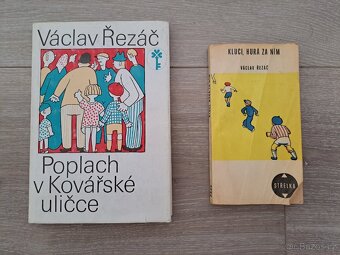 Václav Řezáč
Poplach
v Kovářské
uličce
KLUCI, HURÁ ZA NÍM
VÁCLAV ŘEZÁČ
STŘELKA